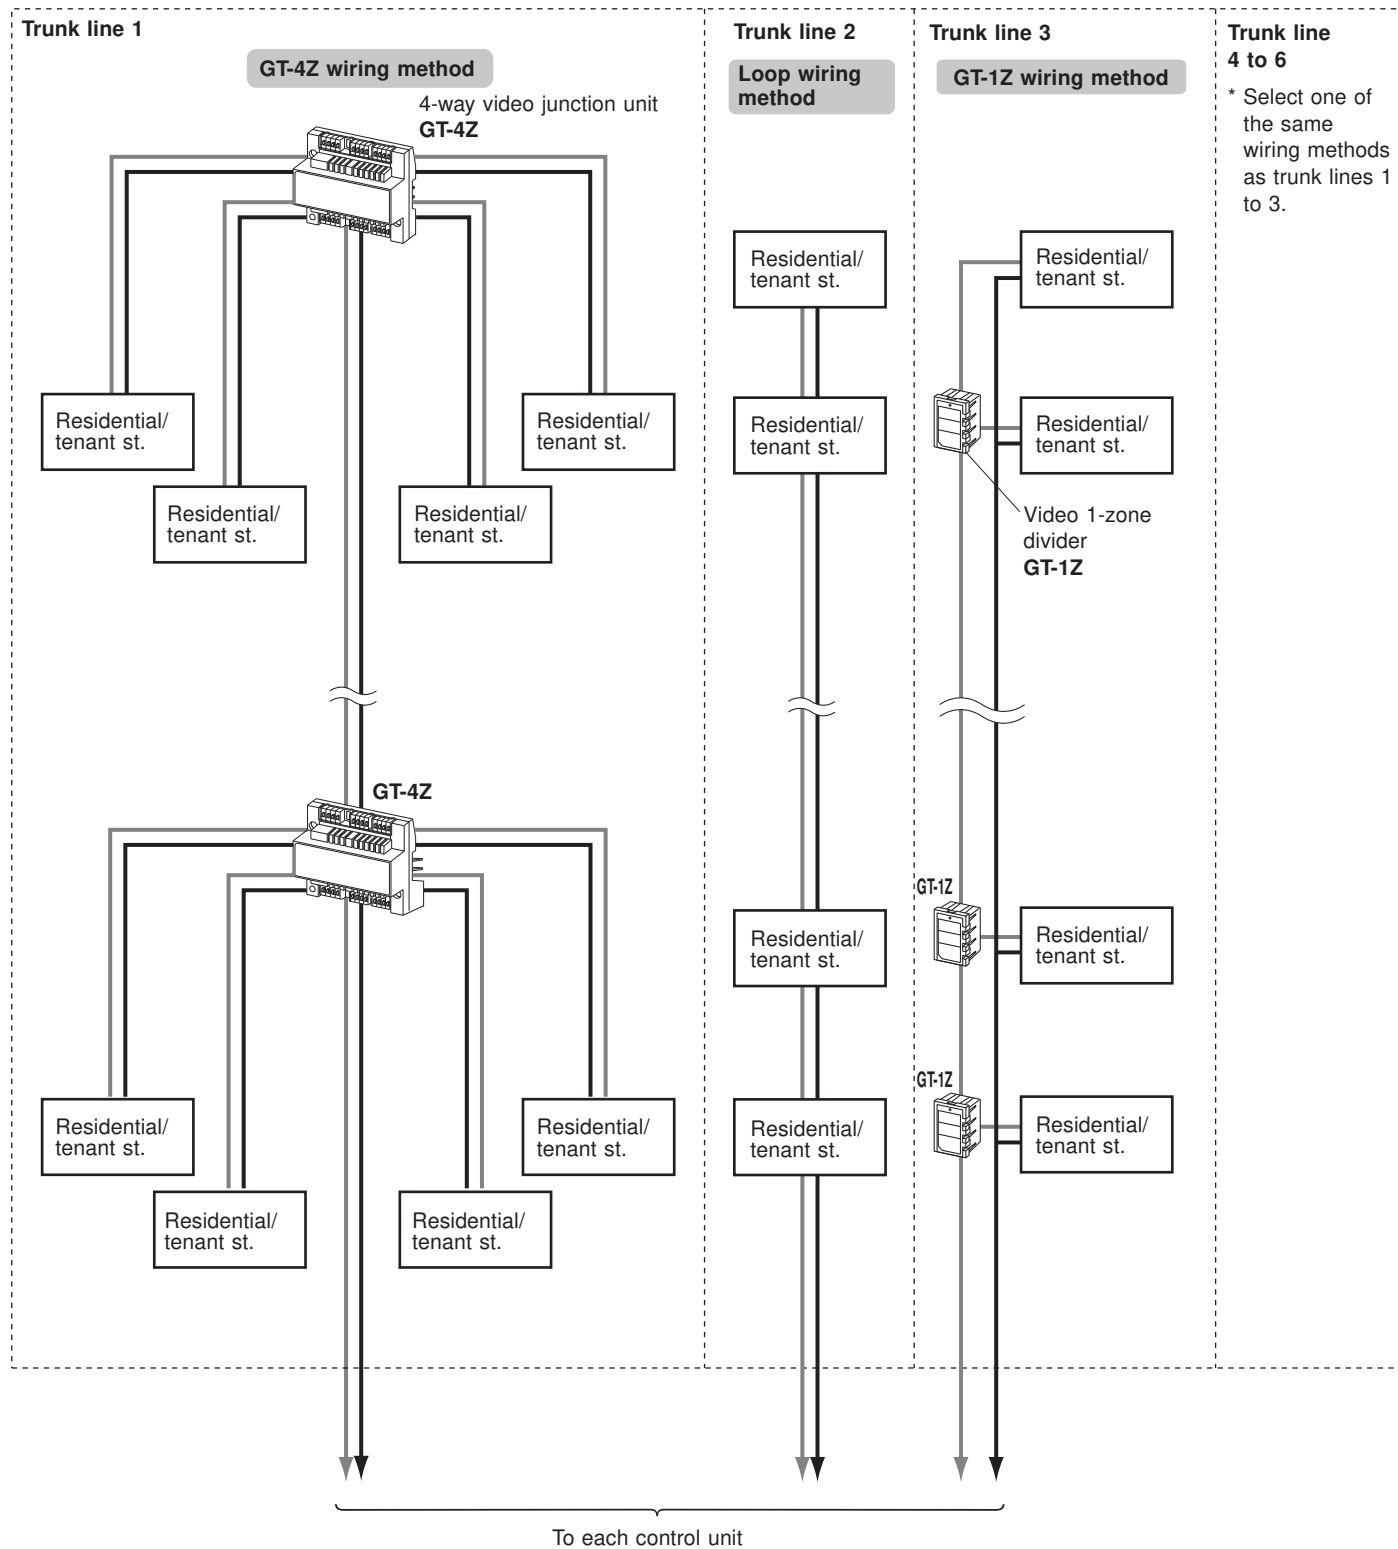 Trunk line 1
GT-4Z wiring method
4-way video junction unit
GT-4Z
Residential/
tenant st.
Residential/
tenant st.
Residential/
tenant st.
Residential/
tenant st.
GT-4Z
Residential/
tenant st.
Residential/
tenant st.
Residential/
tenant st.
Residential/
tenant st.
Trunk line 2
Loop wiring
method
Residential/
tenant st.
Residential/
tenant st.
Residential/
tenant st.
Residential/
tenant st.
Trunk line 3
GT-1Z wiring method
Residential/
tenant st.
Residential/
tenant st.
Video 1-zone
divider
GT-1Z
GT-1Z
Residential/
tenant st.
GT-1Z
Residential/
tenant st.
Trunk line
4 to 6
* Select one of
the same
wiring methods
as trunk lines 1
to 3.
To each control unit